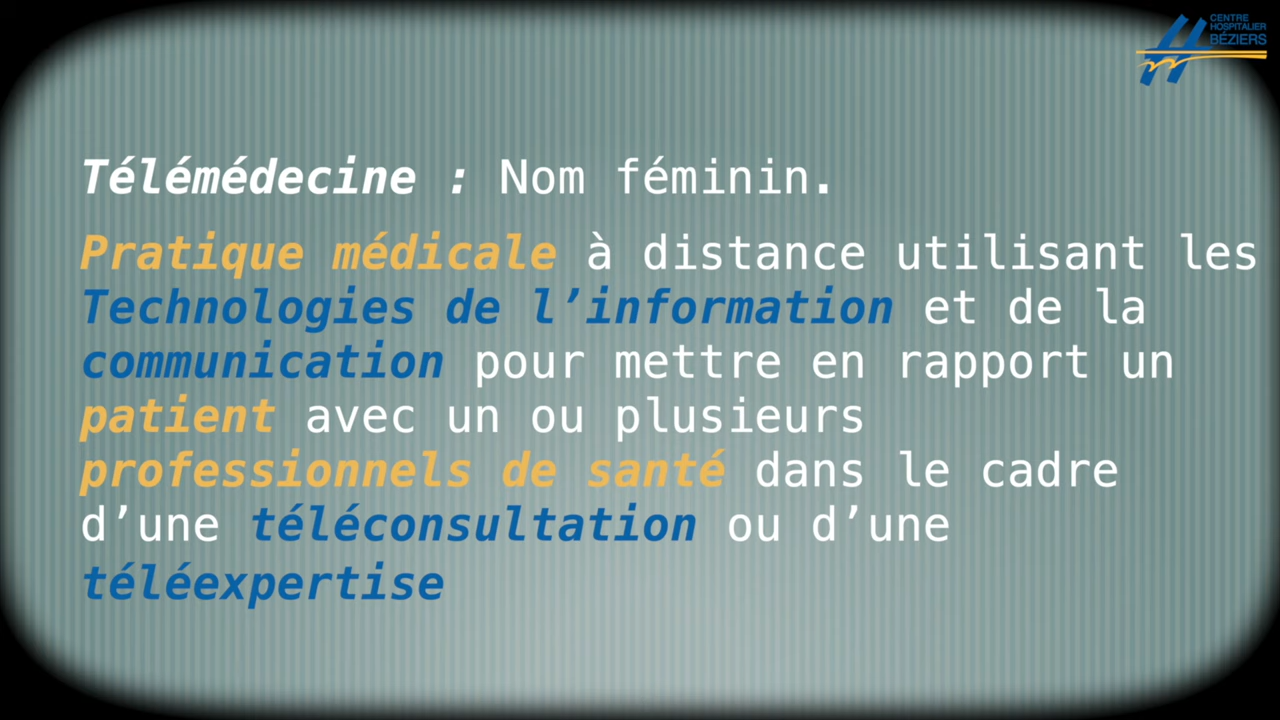 CENTRE
HOSPITALIER
BÉZIERS
Télémédecine : Nom féminin.
Pratique médicale à distance utilisant les
Technologies de l’information et de la
communication pour mettre en rapport un
patient avec un ou plusieurs
professionnels de santé dans le cadre
d’une téléconsultation ou d’une
téléexpertise